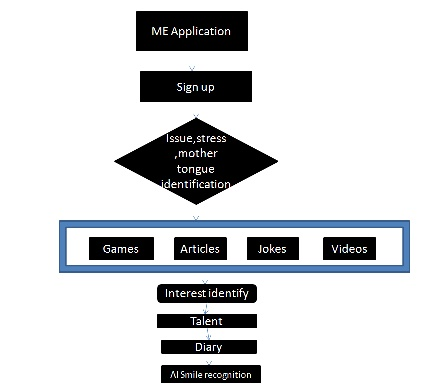 ME Application
Sign up
Issue,stress
,mother
tongue
identification
Games Articles Jokes Videos
Interest identify
Talent
Diary
AI Smile recognition